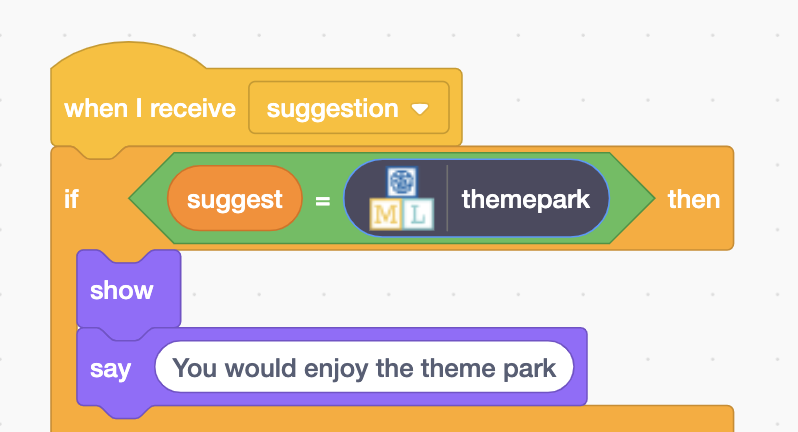 when I receive suggestion
if suggest = ML themepark then
show
say You would enjoy the theme park